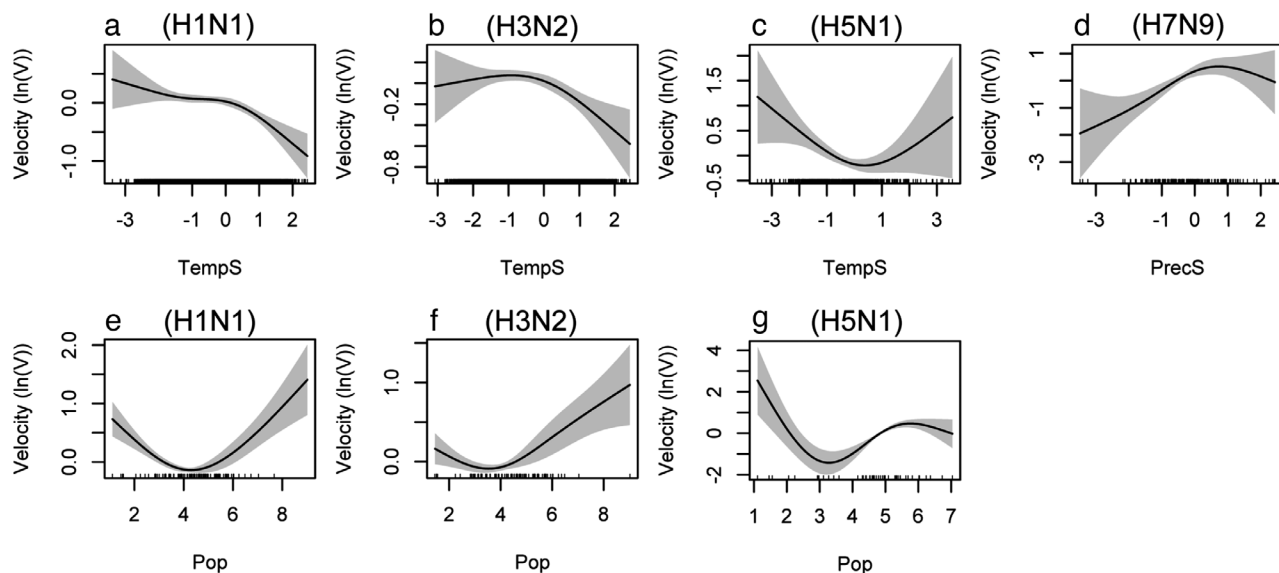 a (H1N1)
b (H3N2)
c (H5N1)
d (H7N9)
Velocity (ln(V))
0.0
-1.0
-3 -1 0 1 2
TempS
Velocity (ln(V))
-0.2
-0.8
-3 -2 -1 0 1 2
TempS
Velocity (ln(V))
1.5
0.5
-0.5
-3 -1 1 3
TempS
Velocity (ln(V))
1
-1
-3
-3 -1 0 1 2
PrecS
e (H1N1)
f (H3N2)
g (H5N1)
Velocity (ln(V))
2.0
1.0
0.0
2 4 6 8
Pop
Velocity (ln(V))
1.0
0.0
2 4 6 8
Pop
Velocity (ln(V))
4
2
0
-2
1 2 3 4 5 6 7
Pop